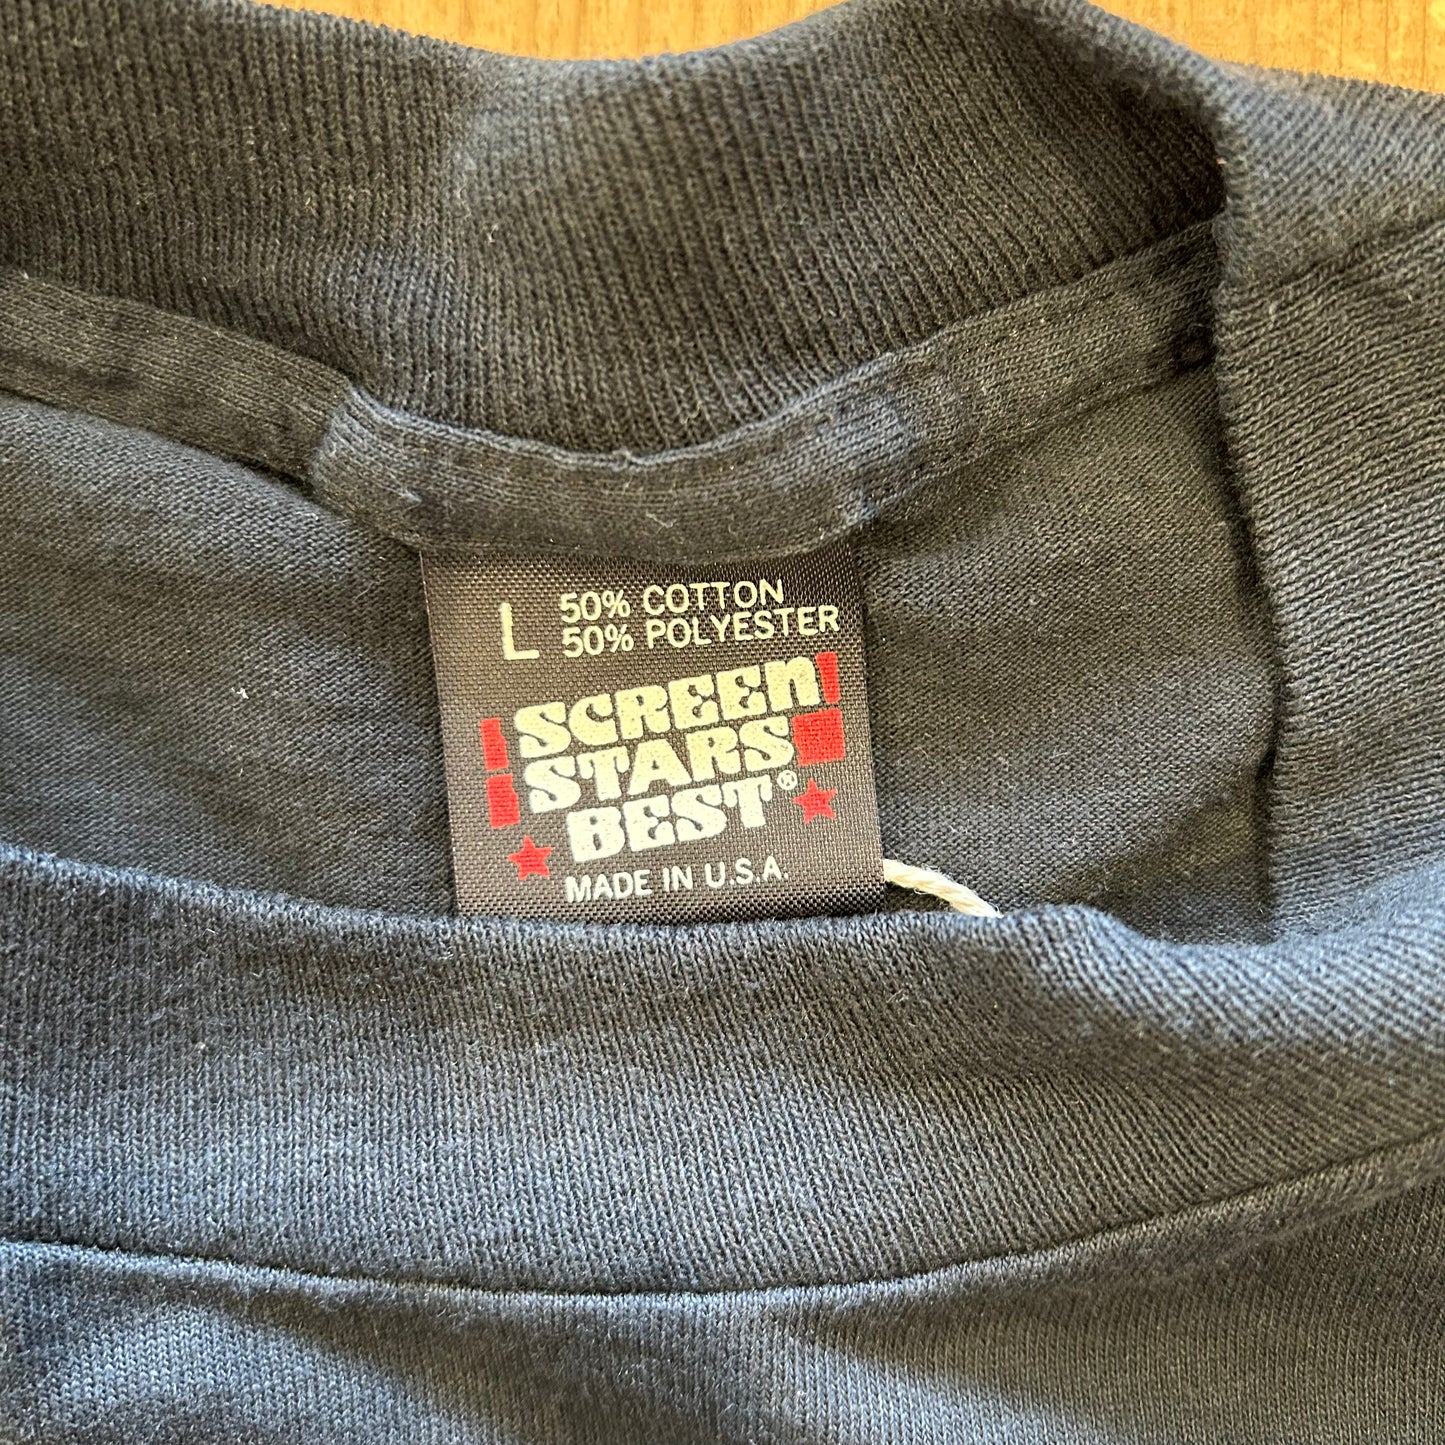 L 50% COTTON
50% POLYESTER
SCREEN
STARS
BEST®
MADE IN U.S.A.